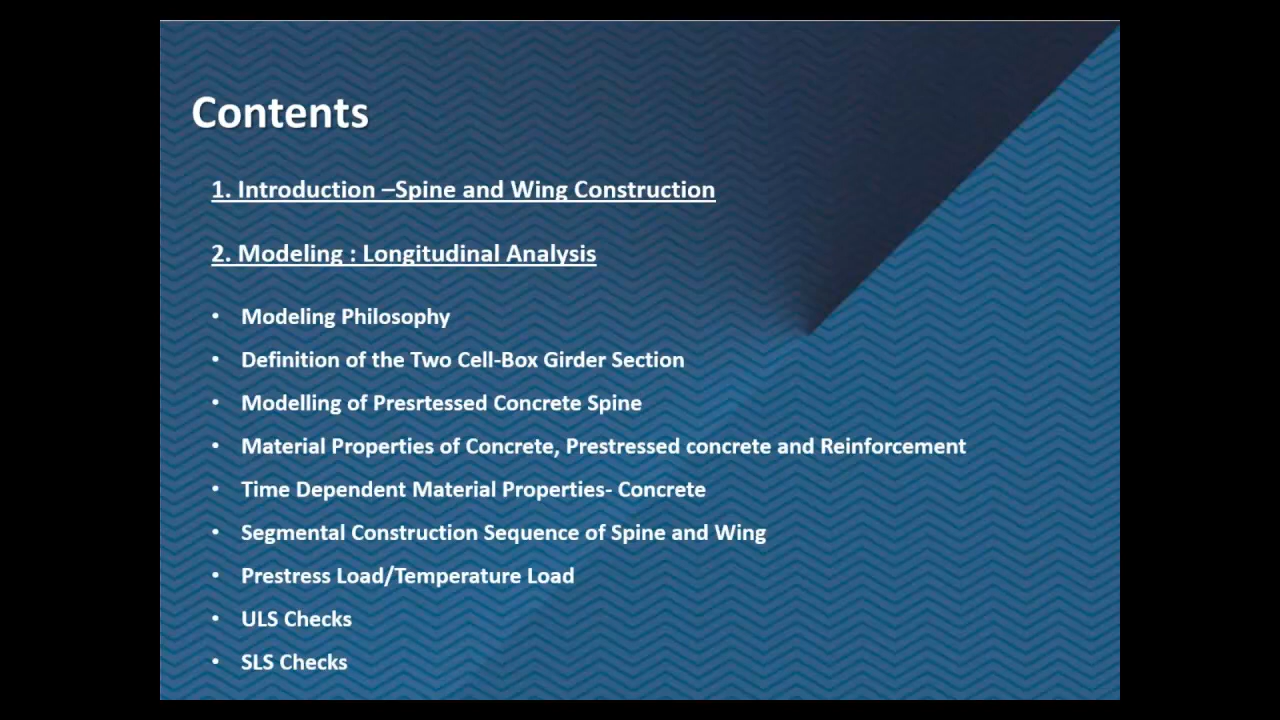 Contents
1. Introduction –Spine and Wing Construction
2. Modeling : Longitudinal Analysis
• Modeling Philosophy
• Definition of the Two Cell-Box Girder Section
• Modelling of Presrtessed Concrete Spine
• Material Properties of Concrete, Prestressed concrete and Reinforcement
• Time Dependent Material Properties- Concrete
• Segmental Construction Sequence of Spine and Wing
• Prestress Load/Temperature Load
• ULS Checks
• SLS Checks